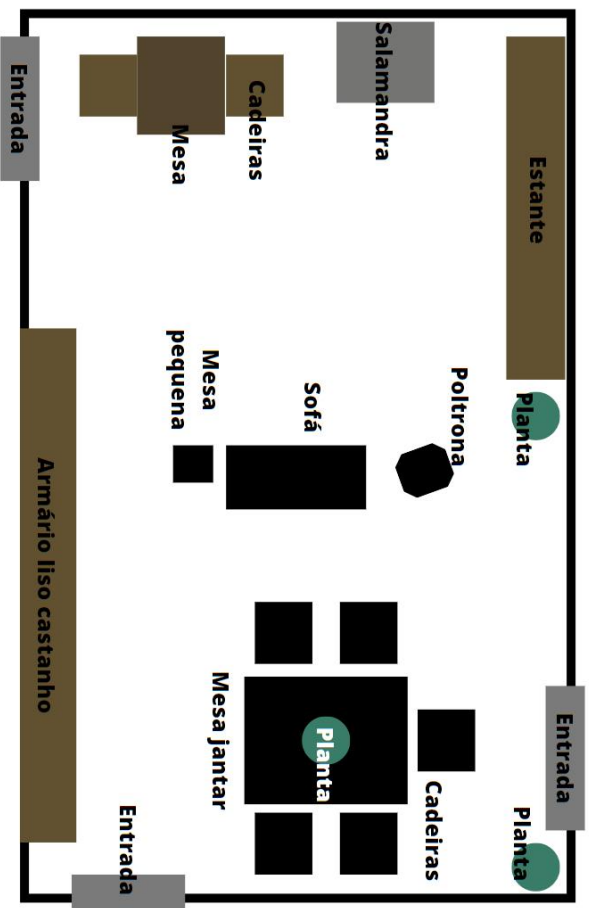 Entrada
Mesa
Cadeiras
Salamandra
Estante
Mesa
pequena
Sofá
Poltrona
Planta
Armário liso castanho
Mesa jantar
Planta
Cadeiras
Entrada
Planta
Entrada